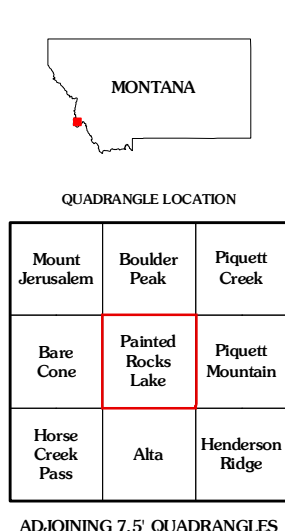 MONTANA
QUADRANGLE LOCATION
Mount
Jerusalem
Boulder
Peak
Piquett
Creek
Bare
Cone
Painted
Rocks
Lake
Piquett
Mountain
Horse
Creek
Pass
Alta
Henderson
Ridge
ADJOINING 7.5' QUADRANGLES